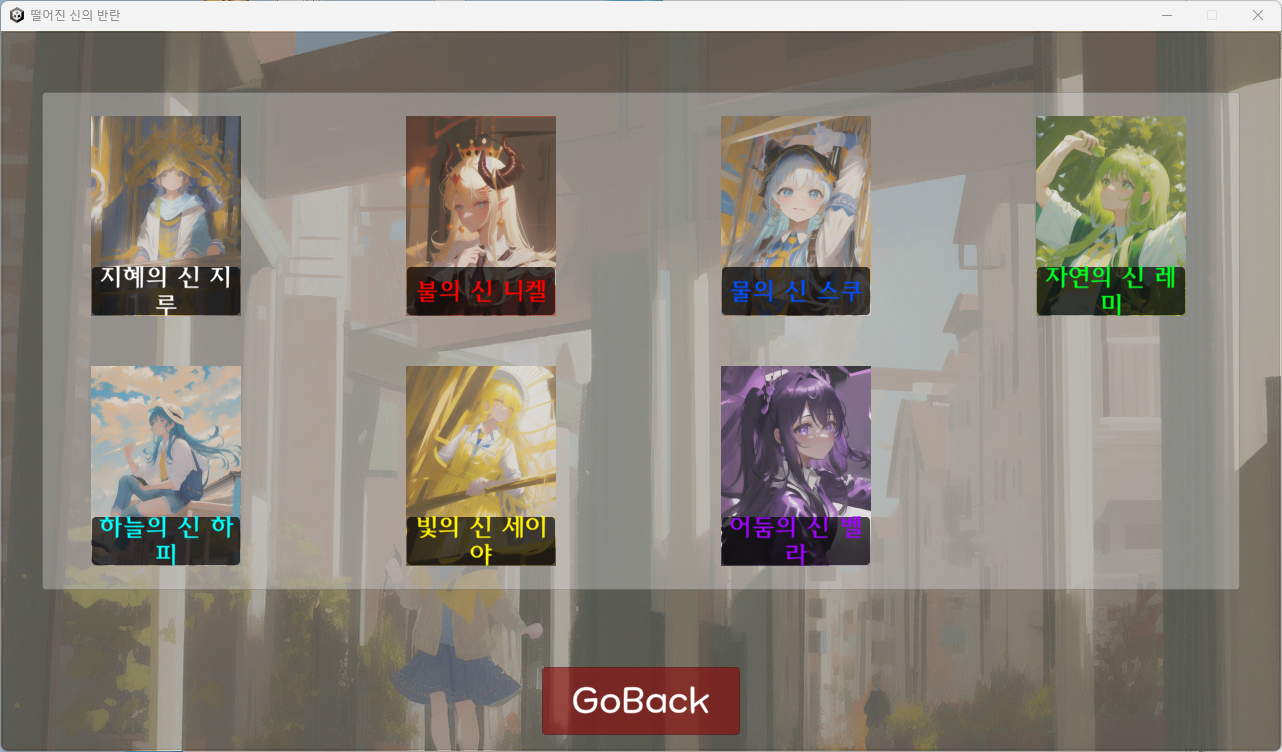 떨어진 신의 반란
지혜의 신 지
루
불의 신 니켈
물의 신 스쿠
자연의 신 레
미
하늘의 신 하
피
빛의 신 세이
야
어둠의 신 벨
라
GoBack